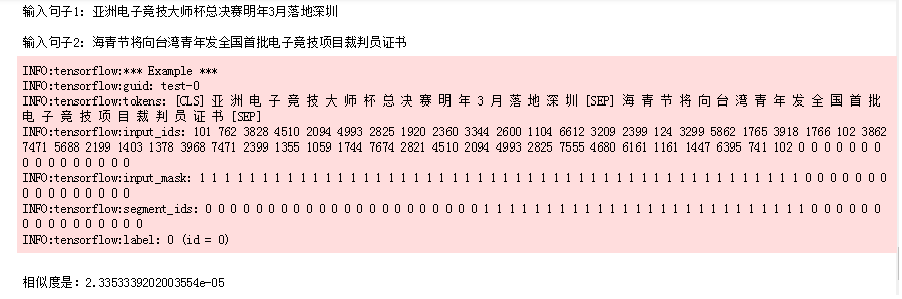 输入句子1: 亚洲电子竞技大师杯总决赛明年3月落地深圳
输入句子2: 海青节将向台湾青年发全国首批电子竞技项目裁判员证书
INFO:tensorflow:*** Example ***
INFO:tensorflow:guid: test-0
INFO:tensorflow:tokens: [CLS] 亚 洲 电 子 竞 技 大 师 杯 总 决 赛 明 年 3 月 落 地 深 圳 [SEP] 海 青 节 将 向 台 湾 青 年 发 全 国 首 批
电 子 竞 技 项 目 裁 判 员 证 书 [SEP]
INFO:tensorflow:input_ids: 101 762 3828 4510 2094 4993 2825 1920 2360 3344 2600 1104 6612 3209 2399 124 3299 5862 1765 3918 1766 102 3862
7471 5688 2199 1403 1378 3968 7471 2399 1355 1059 1744 7674 2821 4510 2094 4993 2825 7555 4680 6161 1161 1447 6395 741 102 0 0 0 0 0 0 0
0 0 0 0 0 0 0 0 0
INFO:tensorflow:input_mask: 1 1 1 1 1 1 1 1 1 1 1 1 1 1 1 1 1 1 1 1 1 1 1 1 1 1 1 1 1 1 1 1 1 1 1 1 1 1 1 1 1 1 1 1 1 1 1 1 0 0 0 0 0 0 0
0 0 0 0 0 0 0 0 0
INFO:tensorflow:segment_ids: 0 0 0 0 0 0 0 0 0 0 0 0 0 0 0 0 0 0 0 0 0 0 1 1 1 1 1 1 1 1 1 1 1 1 1 1 1 1 1 1 1 1 1 1 1 1 1 1 0 0 0 0 0 0
0 0 0 0 0 0 0 0 0 0
INFO:tensorflow:label: 0 (id = 0)
相似度是: 2.3353339202003554e-05